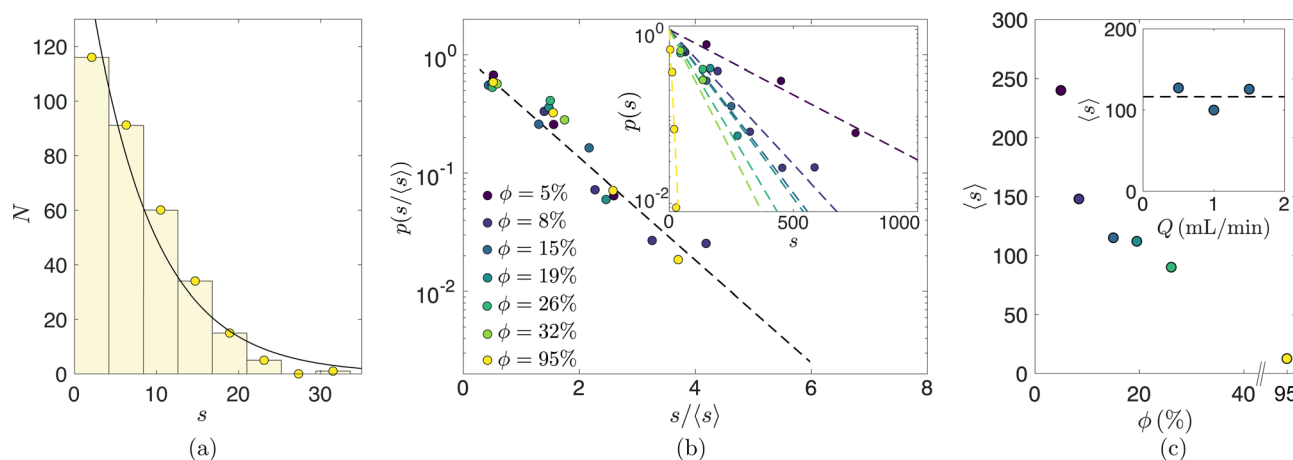 120
100
80
60
40
20
0
N
0 10 20 30
s
(a)
10^0
10^-1
10^-2
p(s/⟨s⟩)
ϕ = 5%
ϕ = 8%
ϕ = 15%
ϕ = 19%
ϕ = 26%
ϕ = 32%
ϕ = 95%
0 2 4 6 8
s/⟨s⟩
(b)
10^0
10^-2
p(s)
0 500 1000
s
300
250
200
150
100
50
0
⟨s⟩
0 20 40 95
ϕ (%)
(c)
200
100
0
⟨s⟩
0 1 2
Q (mL/min)